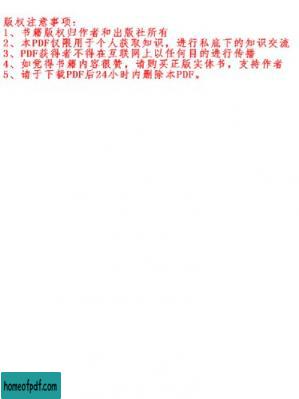 版权注意事项:
1、书籍版权归作者和出版社所有
2、本PDF仅限用于个人获取知识，进行私底下的知识交流
3、PDF获得者不得在互联网上以任何目的进行传播
4、如觉得书籍内容很赞，请购买正版实体书，支持作者
5、请于下载PDF后24小时内删除本PDF。
homeofpdf.com